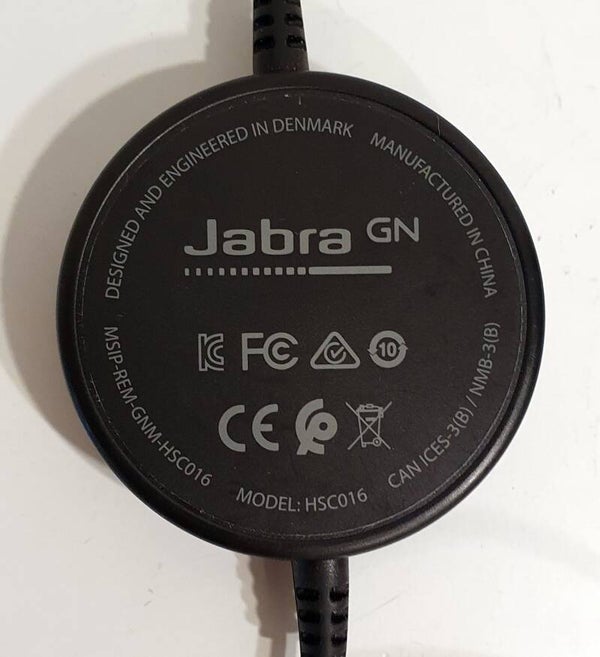 DESIGNED AND ENGINEERED IN DENMARK
MANUFACTURED IN CHINA
Jabra GN
FC
10
CE
MSIP-REM-GNM-HSC016
MODEL: HSC016
CAN ICES-3(B) / NMB-3(B)